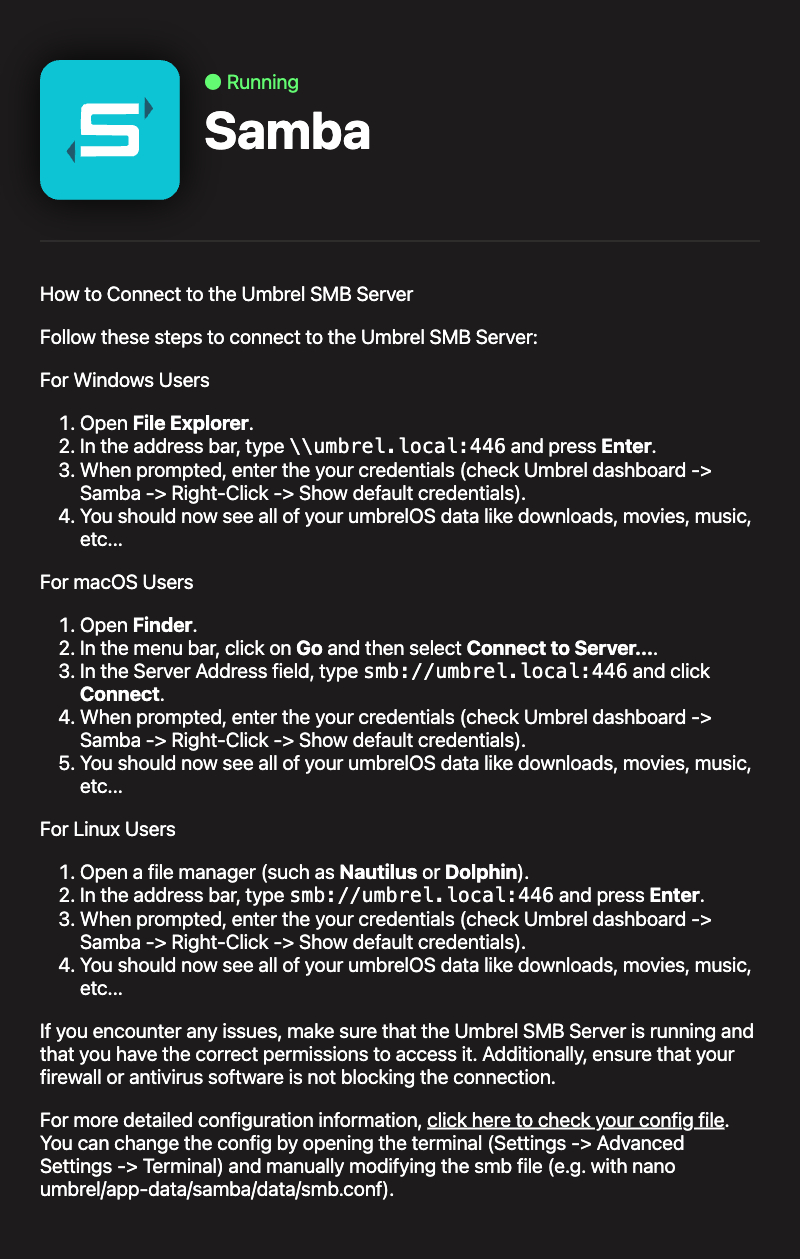 Running
Samba
How to Connect to the Umbrel SMB Server
Follow these steps to connect to the Umbrel SMB Server:
For Windows Users
1. Open File Explorer.
2. In the address bar, type \\umbrel.local:446 and press Enter.
3. When prompted, enter the your credentials (check Umbrel dashboard ->
Samba -> Right-Click -> Show default credentials).
4. You should now see all of your umbrelOS data like downloads, movies, music,
etc...
For macOS Users
1. Open Finder.
2. In the menu bar, click on Go and then select Connect to Server....
3. In the Server Address field, type smb://umbrel.local:446 and click
Connect.
4. When prompted, enter the your credentials (check Umbrel dashboard ->
Samba -> Right-Click -> Show default credentials).
5. You should now see all of your umbrelOS data like downloads, movies, music,
etc...
For Linux Users
1. Open a file manager (such as Nautilus or Dolphin).
2. In the address bar, type smb://umbrel.local:446 and press Enter.
3. When prompted, enter the your credentials (check Umbrel dashboard ->
Samba -> Right-Click -> Show default credentials).
4. You should now see all of your umbrelOS data like downloads, movies, music,
etc...
If you encounter any issues, make sure that the Umbrel SMB Server is running and
that you have the correct permissions to access it. Additionally, ensure that your
firewall or antivirus software is not blocking the connection.
For more detailed configuration information, click here to check your config file.
You can change the config by opening the terminal (Settings -> Advanced
Settings -> Terminal) and manually modifying the smb file (e.g. with nano
umbrel/app-data/samba/data/smb.conf).